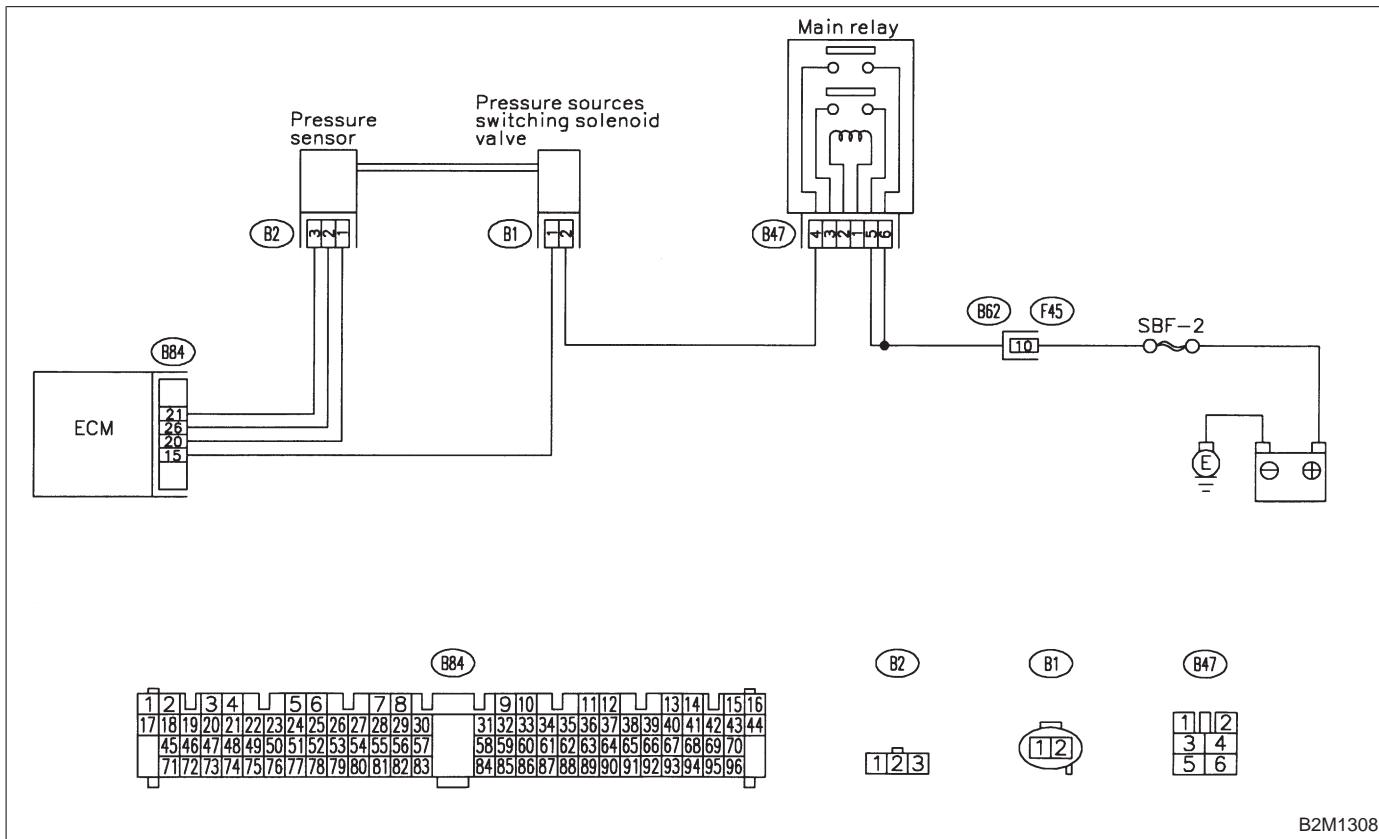 Main relay
Pressure sources
switching solenoid
valve
Pressure
sensor
B2
3 2 1
B1
1 2
B47
4 3 2 1 5 6
B62 F45
10
SBF-2
B84
ECM
21
26
20
15
E
⊖ ⊕
B84
1 2 3 4 5 6 7 8 9 10 11 12 13 14 15 16
17 18 19 20 21 22 23 24 25 26 27 28 29 30 31 32 33 34 35 36 37 38 39 40 41 42 43 44
45 46 47 48 49 50 51 52 53 54 55 56 57 58 59 60 61 62 63 64 65 66 67 68 69 70
71 72 73 74 75 76 77 78 79 80 81 82 83 84 85 86 87 88 89 90 91 92 93 94 95 96
B2
1 2 3
B1
1 2
B47
1 2
3 4
5 6
B2M1308